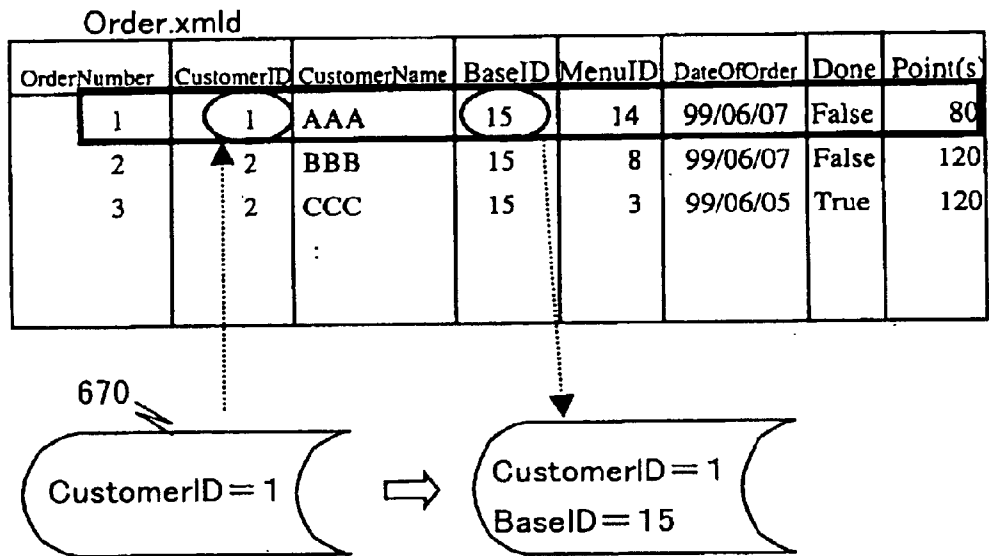 Order.xmld
OrderNumber CustomerID CustomerName BaseID MenuID DateOfOrder Done Point(s)
1 1 AAA 15 14 99/06/07 False 80
2 2 BBB 15 8 99/06/07 False 120
3 2 CCC 15 3 99/06/05 True 120
:
670
CustomerID=1
CustomerID=1
BaseID=15